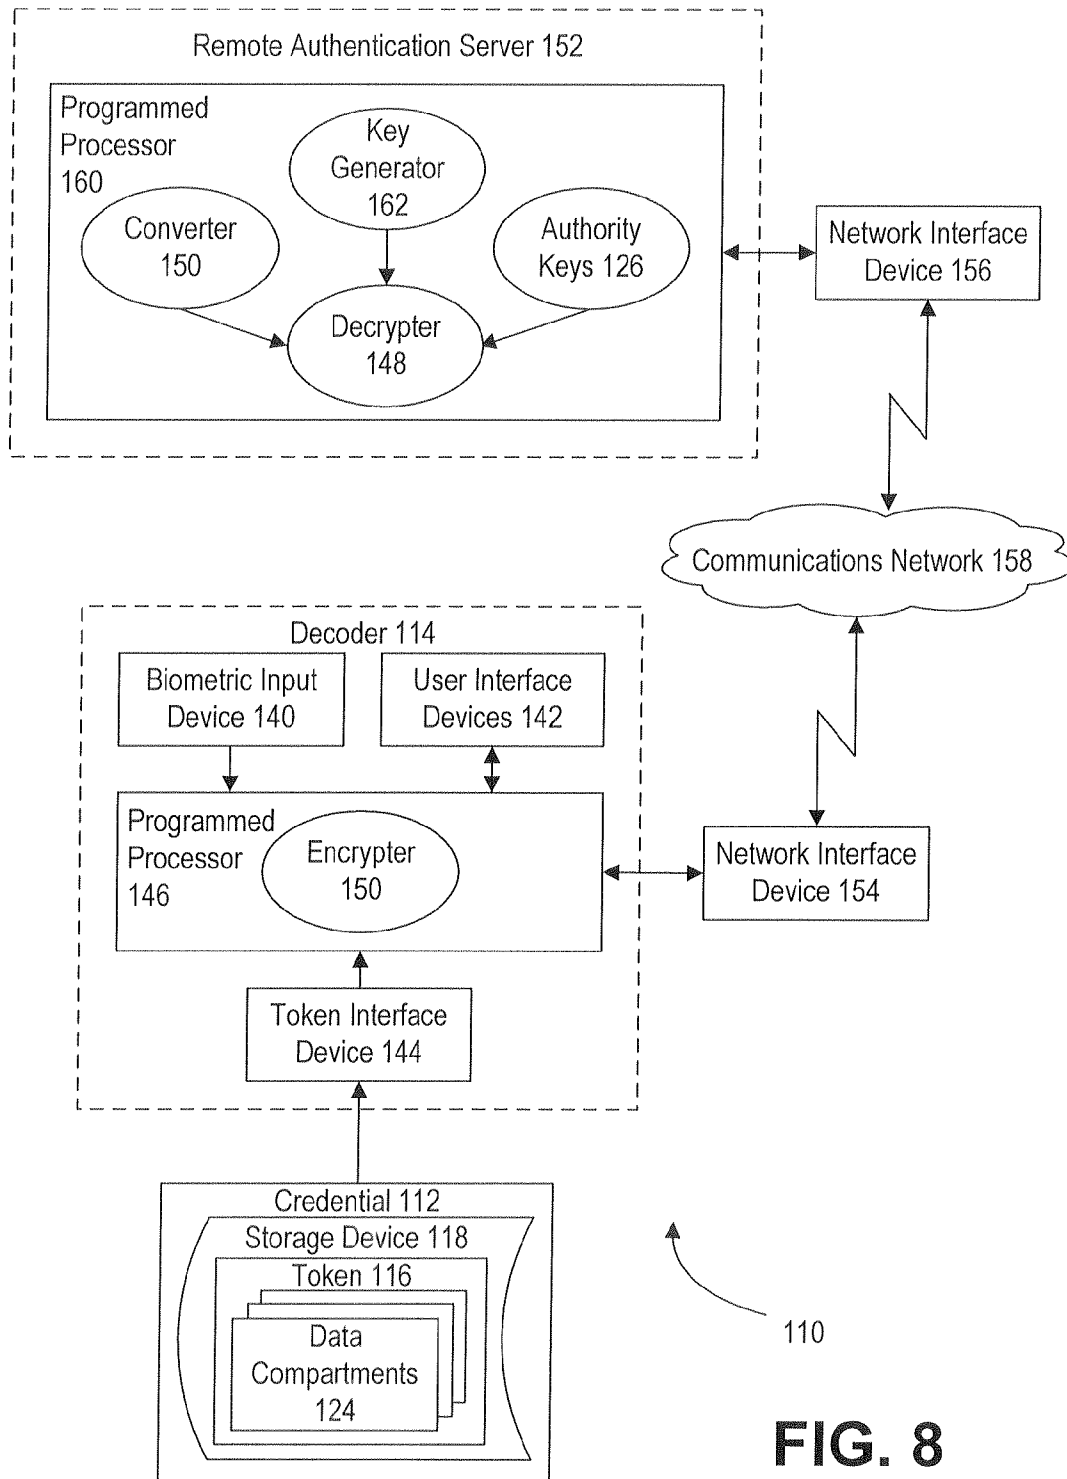 Remote Authentication Server 152
Programmed
Processor
160
Key
Generator
162
Converter
150
Authority
Keys 126
Decrypter
148
Network Interface
Device 156
Communications Network 158
Decoder 114
Biometric Input
Device 140
User Interface
Devices 142
Programmed
Processor
146
Encrypter
150
Network Interface
Device 154
Token Interface
Device 144
Credential 112
Storage Device 118
Token 116
Data
Compartments
124
110
FIG. 8